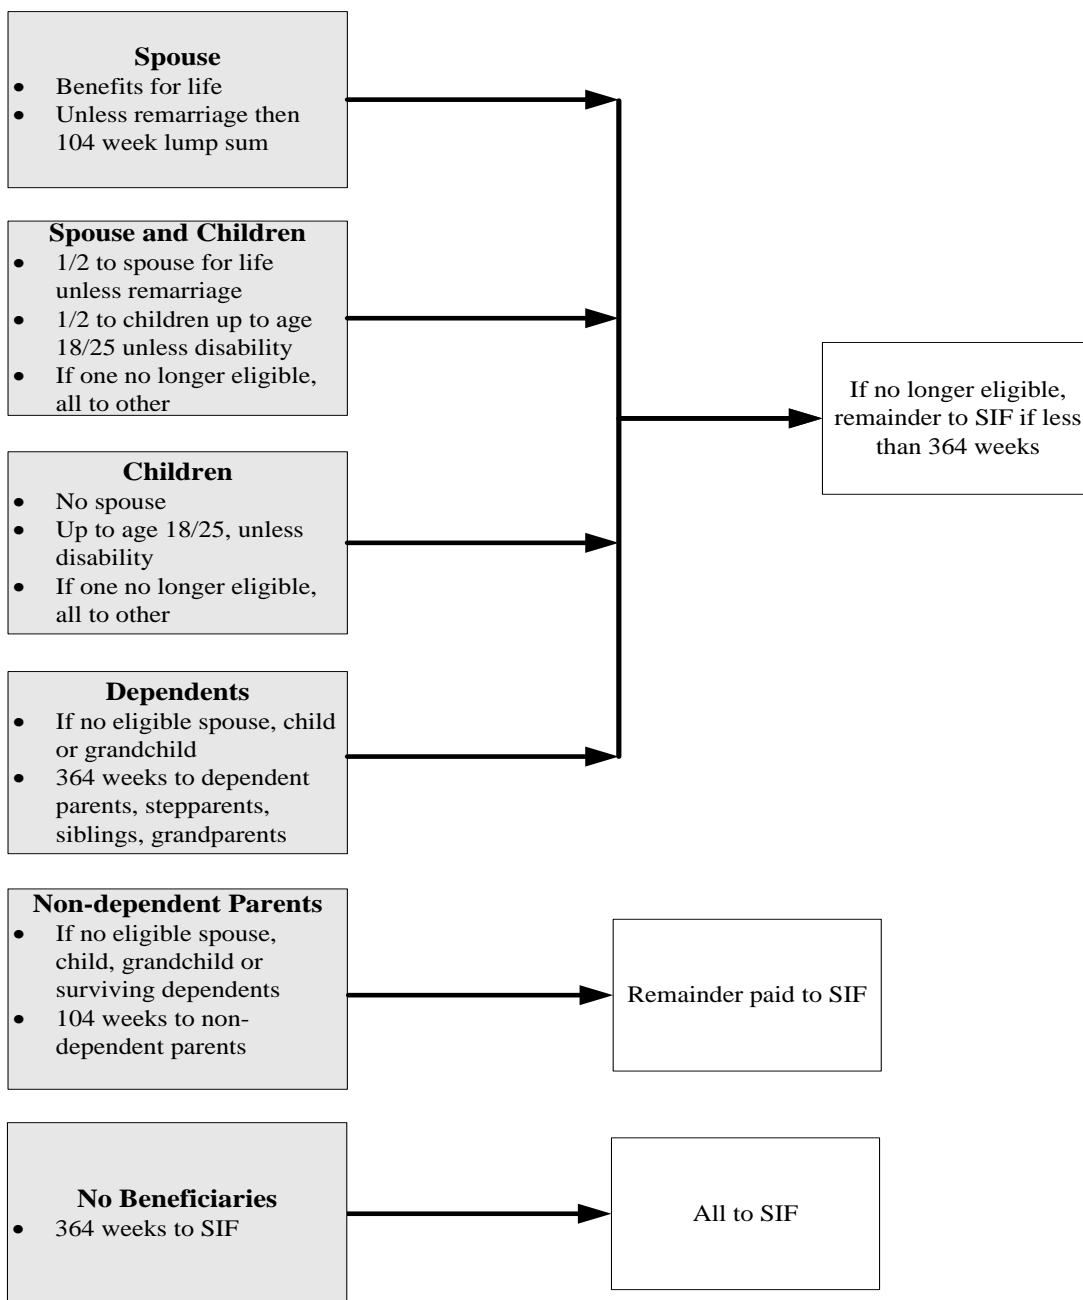 Spouse
• Benefits for life
• Unless remarriage then
104 week lump sum
Spouse and Children
• 1/2 to spouse for life
unless remarriage
• 1/2 to children up to age
18/25 unless disability
• If one no longer eligible,
all to other
If no longer eligible,
remainder to SIF if less
than 364 weeks
Children
• No spouse
• Up to age 18/25, unless
disability
• If one no longer eligible,
all to other
Dependents
• If no eligible spouse, child
or grandchild
• 364 weeks to dependent
parents, stepparents,
siblings, grandparents
Non-dependent Parents
• If no eligible spouse,
child, grandchild or
surviving dependents
• 104 weeks to non-
dependent parents
Remainder paid to SIF
No Beneficiaries
• 364 weeks to SIF
All to SIF